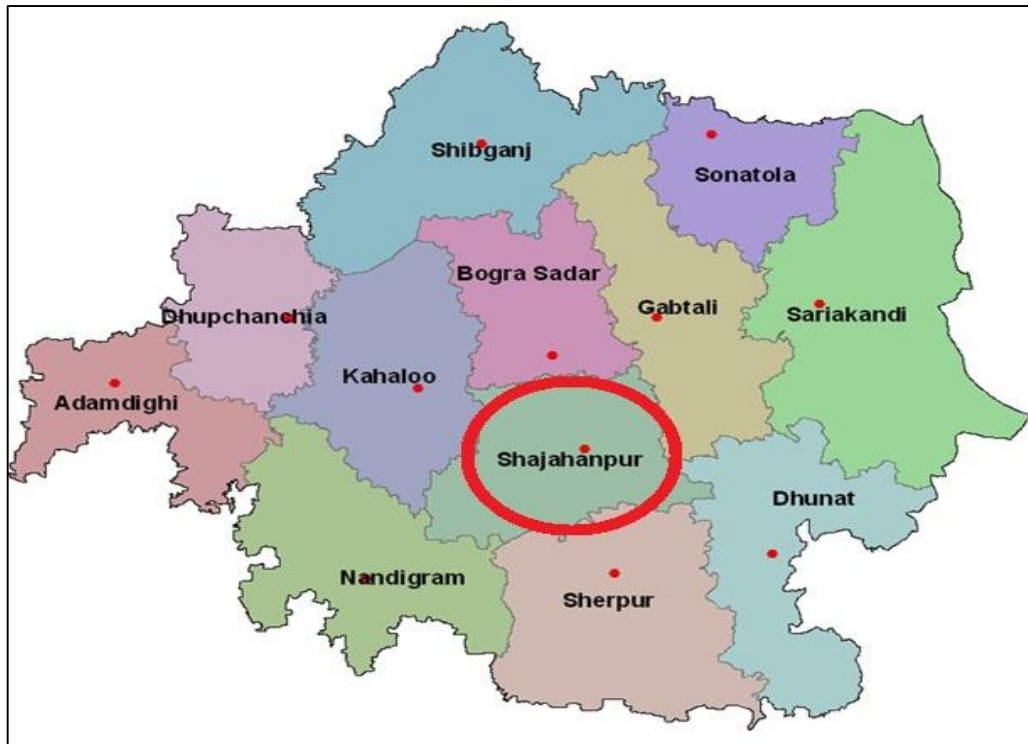 Shibganj
Sonatola
Bogra Sadar
Gabtali
Sariakandi
Dhupchanchia
Kahaloo
Adamdighi
Shajahanpur
Dhunat
Nandigram
Sherpur